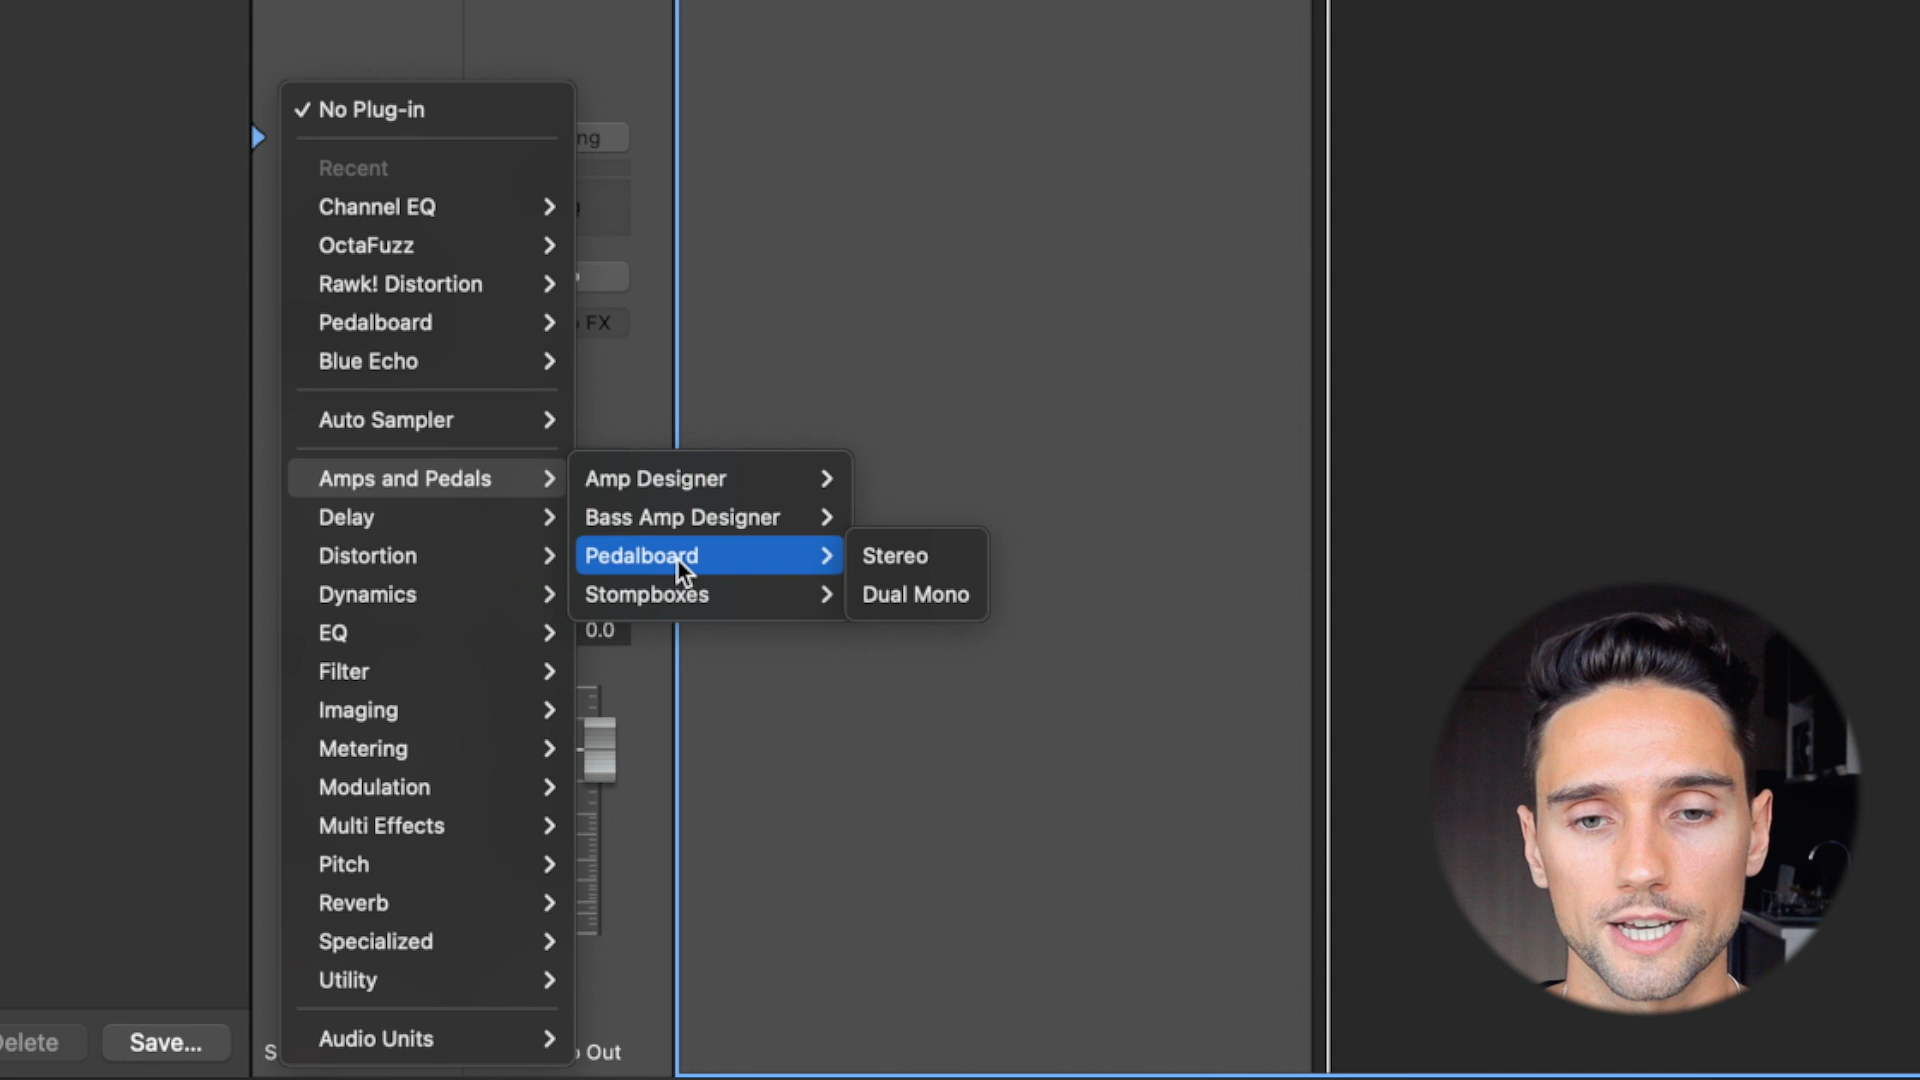 No Plug-in
Recent
Channel EQ
OctaFuzz
Rawk! Distortion
Pedalboard
Blue Echo
Auto Sampler
Amps and Pedals
Delay
Distortion
Dynamics
EQ
Filter
Imaging
Metering
Modulation
Multi Effects
Pitch
Reverb
Specialized
Utility
Audio Units
Amp Designer
Bass Amp Designer
Pedalboard
Stompboxes
Stereo
Dual Mono
ng
FX
0.0
elete
Save...
S
Out